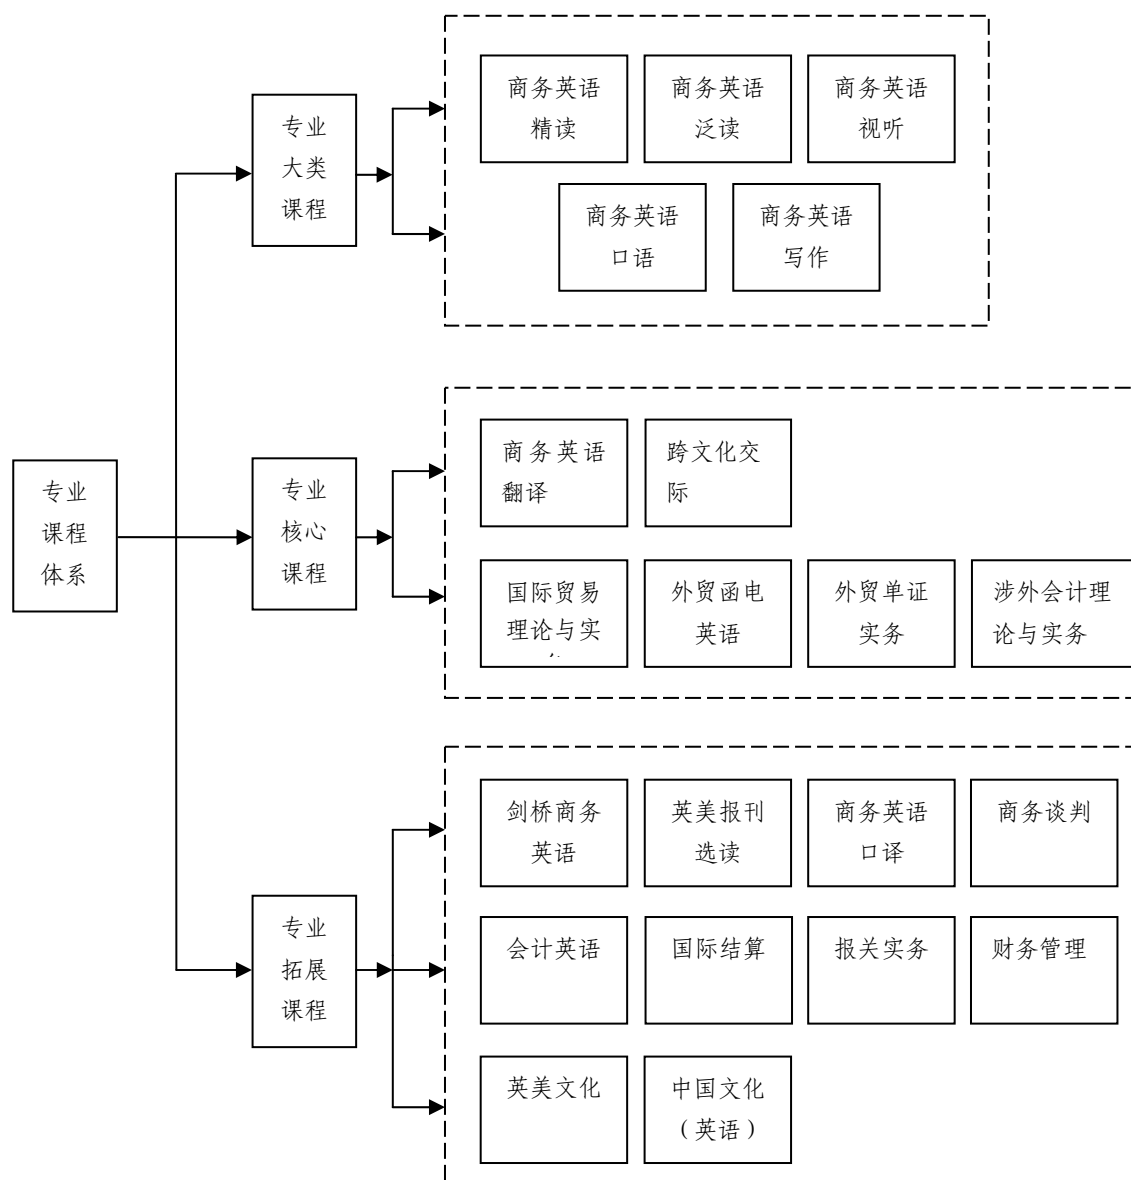 专业
课程
体系
专业
大类
课程
商务英语
精读
商务英语
泛读
商务英语
视听
商务英语
口语
商务英语
写作
专业
核心
课程
商务英语
翻译
跨文化交
际
国际贸易
理论与实
外贸函电
英语
外贸单证
实务
涉外会计理
论与实务
专业
拓展
课程
剑桥商务
英语
英美报刊
选读
商务英语
口译
商务谈判
会计英语
国际结算
报关实务
财务管理
英美文化
中国文化
（英语）